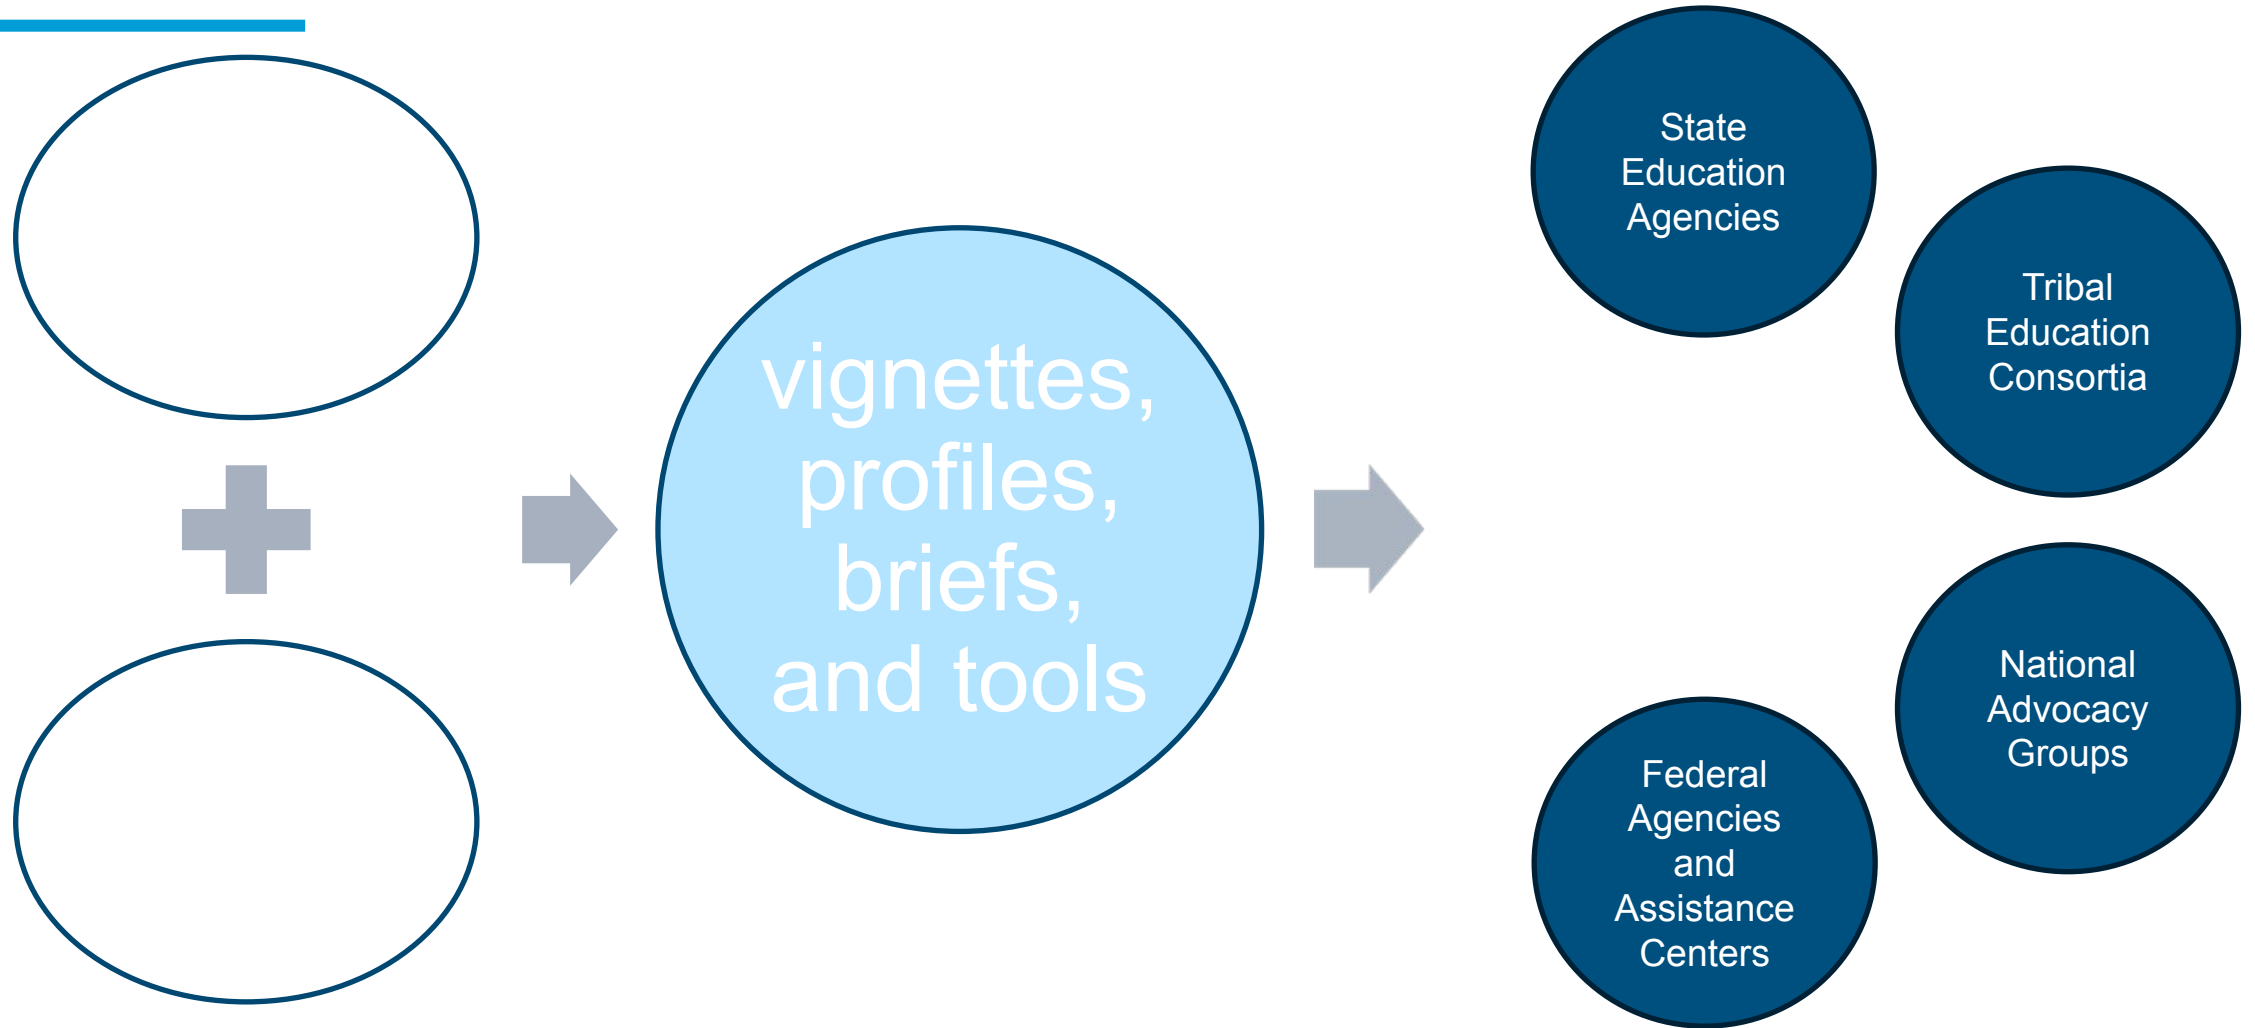 vignettes,
profiles,
briefs,
and tools
State
Education
Agencies
Tribal
Education
Consortia
National
Advocacy
Groups
Federal
Agencies
and
Assistance
Centers